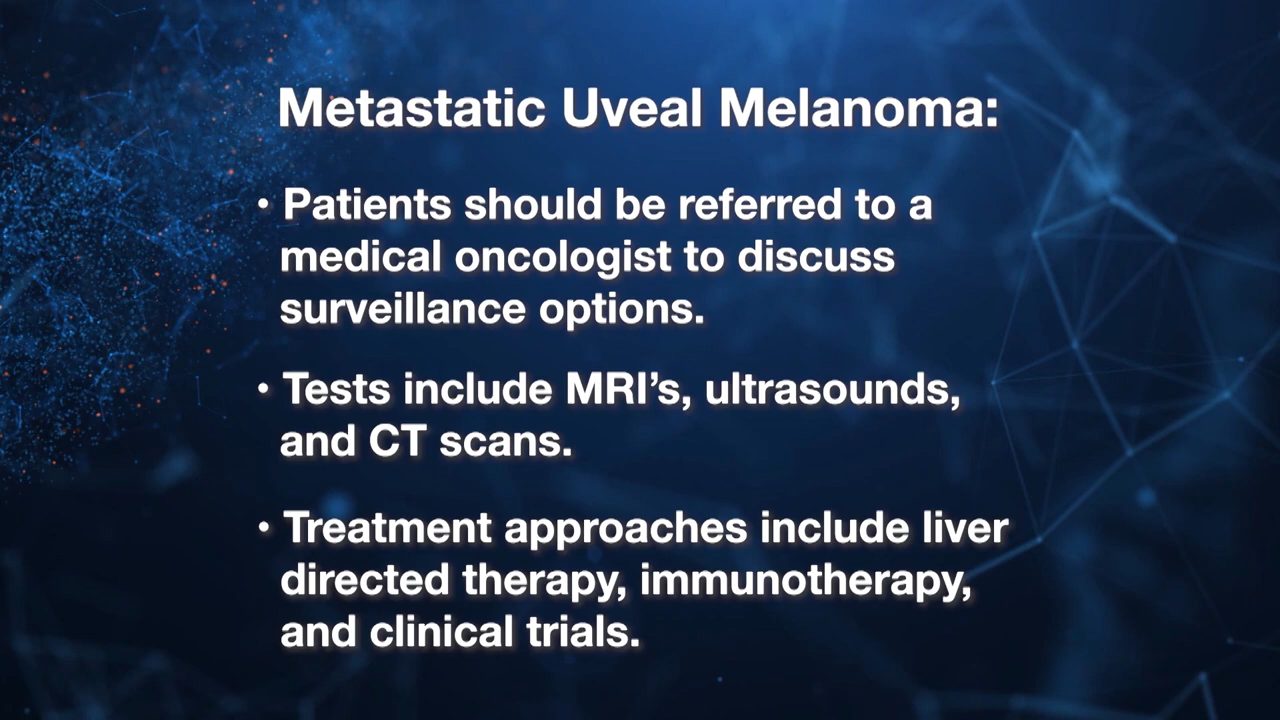 Metastatic Uveal Melanoma:
• Patients should be referred to a
medical oncologist to discuss
surveillance options.
• Tests include MRI’s, ultrasounds,
and CT scans.
• Treatment approaches include liver
directed therapy, immunotherapy,
and clinical trials.